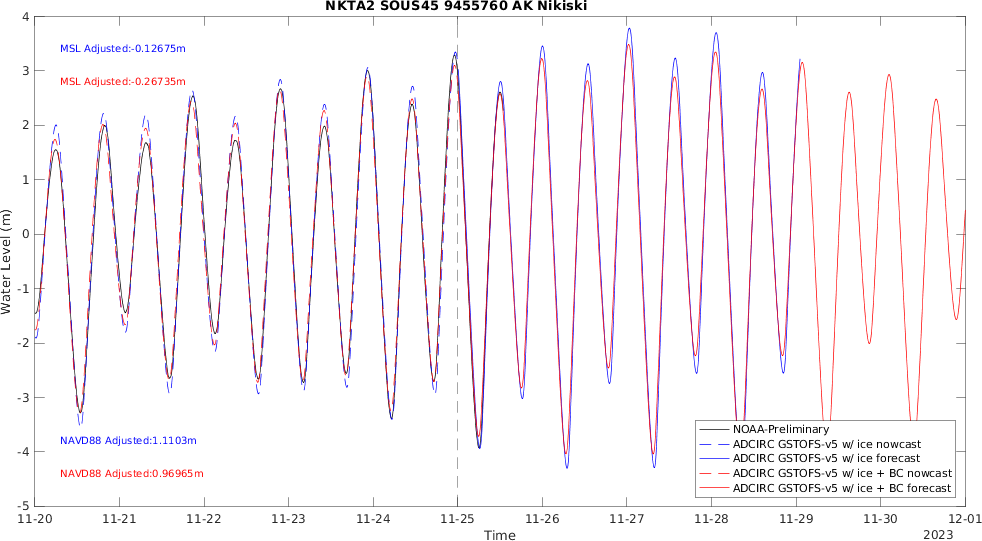 NKTA2 SOUS45 9455760 AK Nikiski
4
3
2
1
0
-1
-2
-3
-4
-5
Water Level (m)
MSL Adjusted:-0.12675m
MSL Adjusted:-0.26735m
NAVD88 Adjusted:1.1103m
NAVD88 Adjusted:0.96965m
NOAA-Preliminary
ADCIRC GSTOFS-v5 w/ ice nowcast
ADCIRC GSTOFS-v5 w/ ice forecast
ADCIRC GSTOFS-v5 w/ ice + BC nowcast
ADCIRC GSTOFS-v5 w/ ice + BC forecast
11-20 11-21 11-22 11-23 11-24 11-25 11-26 11-27 11-28 11-29 11-30 12-01
Time
2023